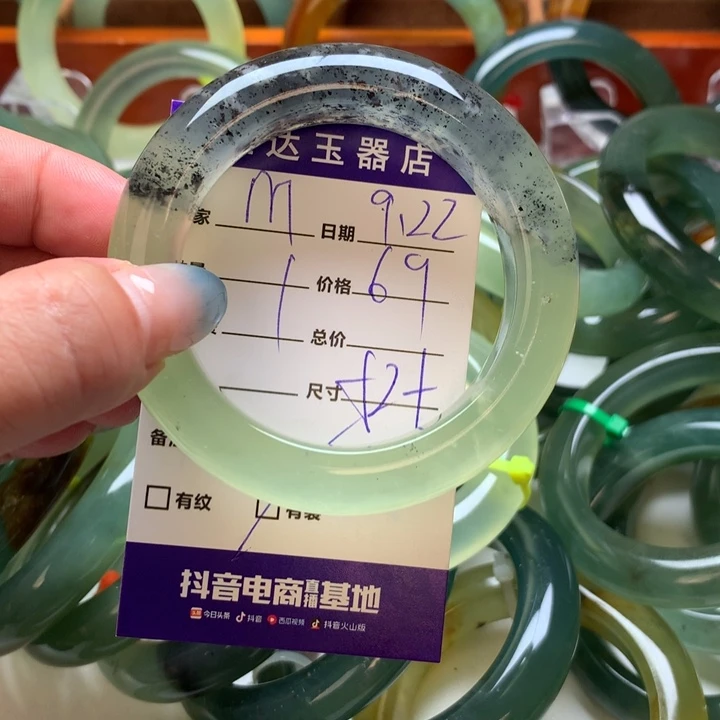 达玉器店
家 M 日期 9.22
1 价格 69
总价
尺寸
备
有纹 有裂
抖音电商直播基地
今日头条 抖音 西瓜视频 抖音火山版